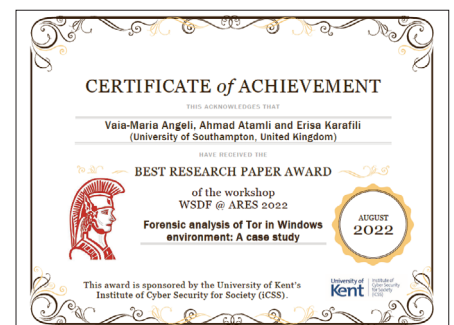 CERTIFICATE of ACHIEVEMENT
THIS ACKNOWLEDGES THAT
Vaia-Maria Angeli, Ahmad Atamli and Erisa Karafili
(University of Southampton, United Kingdom)
HAVE RECEIVED THE
BEST RESEARCH PAPER AWARD
of the workshop
WSDF @ ARES 2022
Forensic analysis of Tor in Windows
environment: A case study
AUGUST
2022
This award is sponsored by the University of Kent's
Institute of Cyber Security for Society (iCSS).
University of
Kent
Institute of
Cyber Security
for Society
(iCSS)